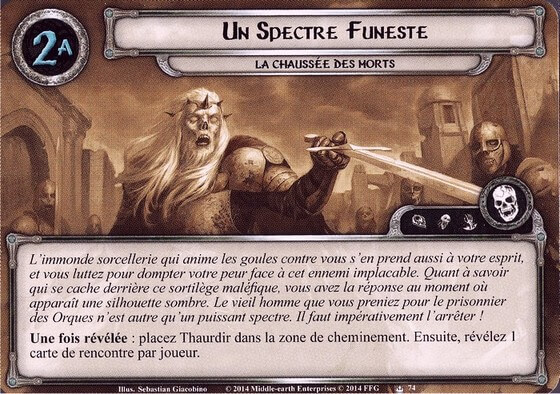 2A
Un Spectre Funeste
La Chaussée des Morts
L'immonde sorcellerie qui anime les goules contre vous s'en prend aussi à votre esprit,
et vous luttez pour dompter votre peur face à cet ennemi implacable. Quant à savoir
qui se cache derrière ce sortilège maléfique, vous avez la réponse au moment où
apparaît une silhouette sombre. Le vieil homme que vous preniez pour le prisonnier
des Orques n'est autre qu'un puissant spectre. Il faut impérativement l'arrêter !
Une fois révélée : placez Thaurdir dans la zone de cheminement. Ensuite, révélez 1
carte de rencontre par joueur.
Illus. Sebastian Giacobino © 2014 Middle-earth Enterprises © 2014 FFG 74